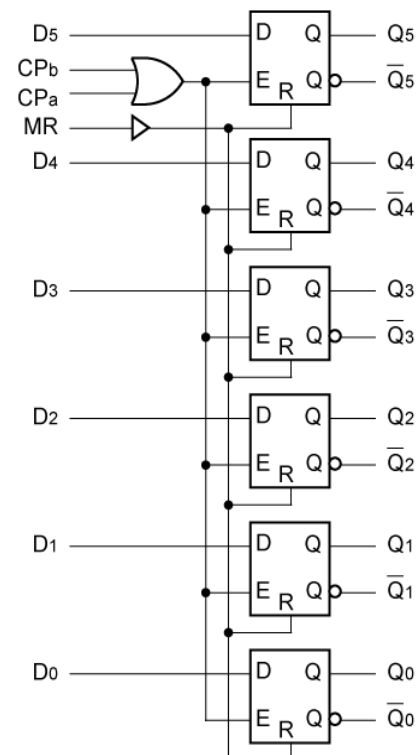 D5 D Q Q5
CPb
CPa E Q Q̅5
MR R
D4 D Q Q4
E Q Q̅4
R
D3 D Q Q3
E Q Q̅3
R
D2 D Q Q2
E Q Q̅2
R
D1 D Q Q1
E Q Q̅1
R
D0 D Q Q0
E Q Q̅0
R